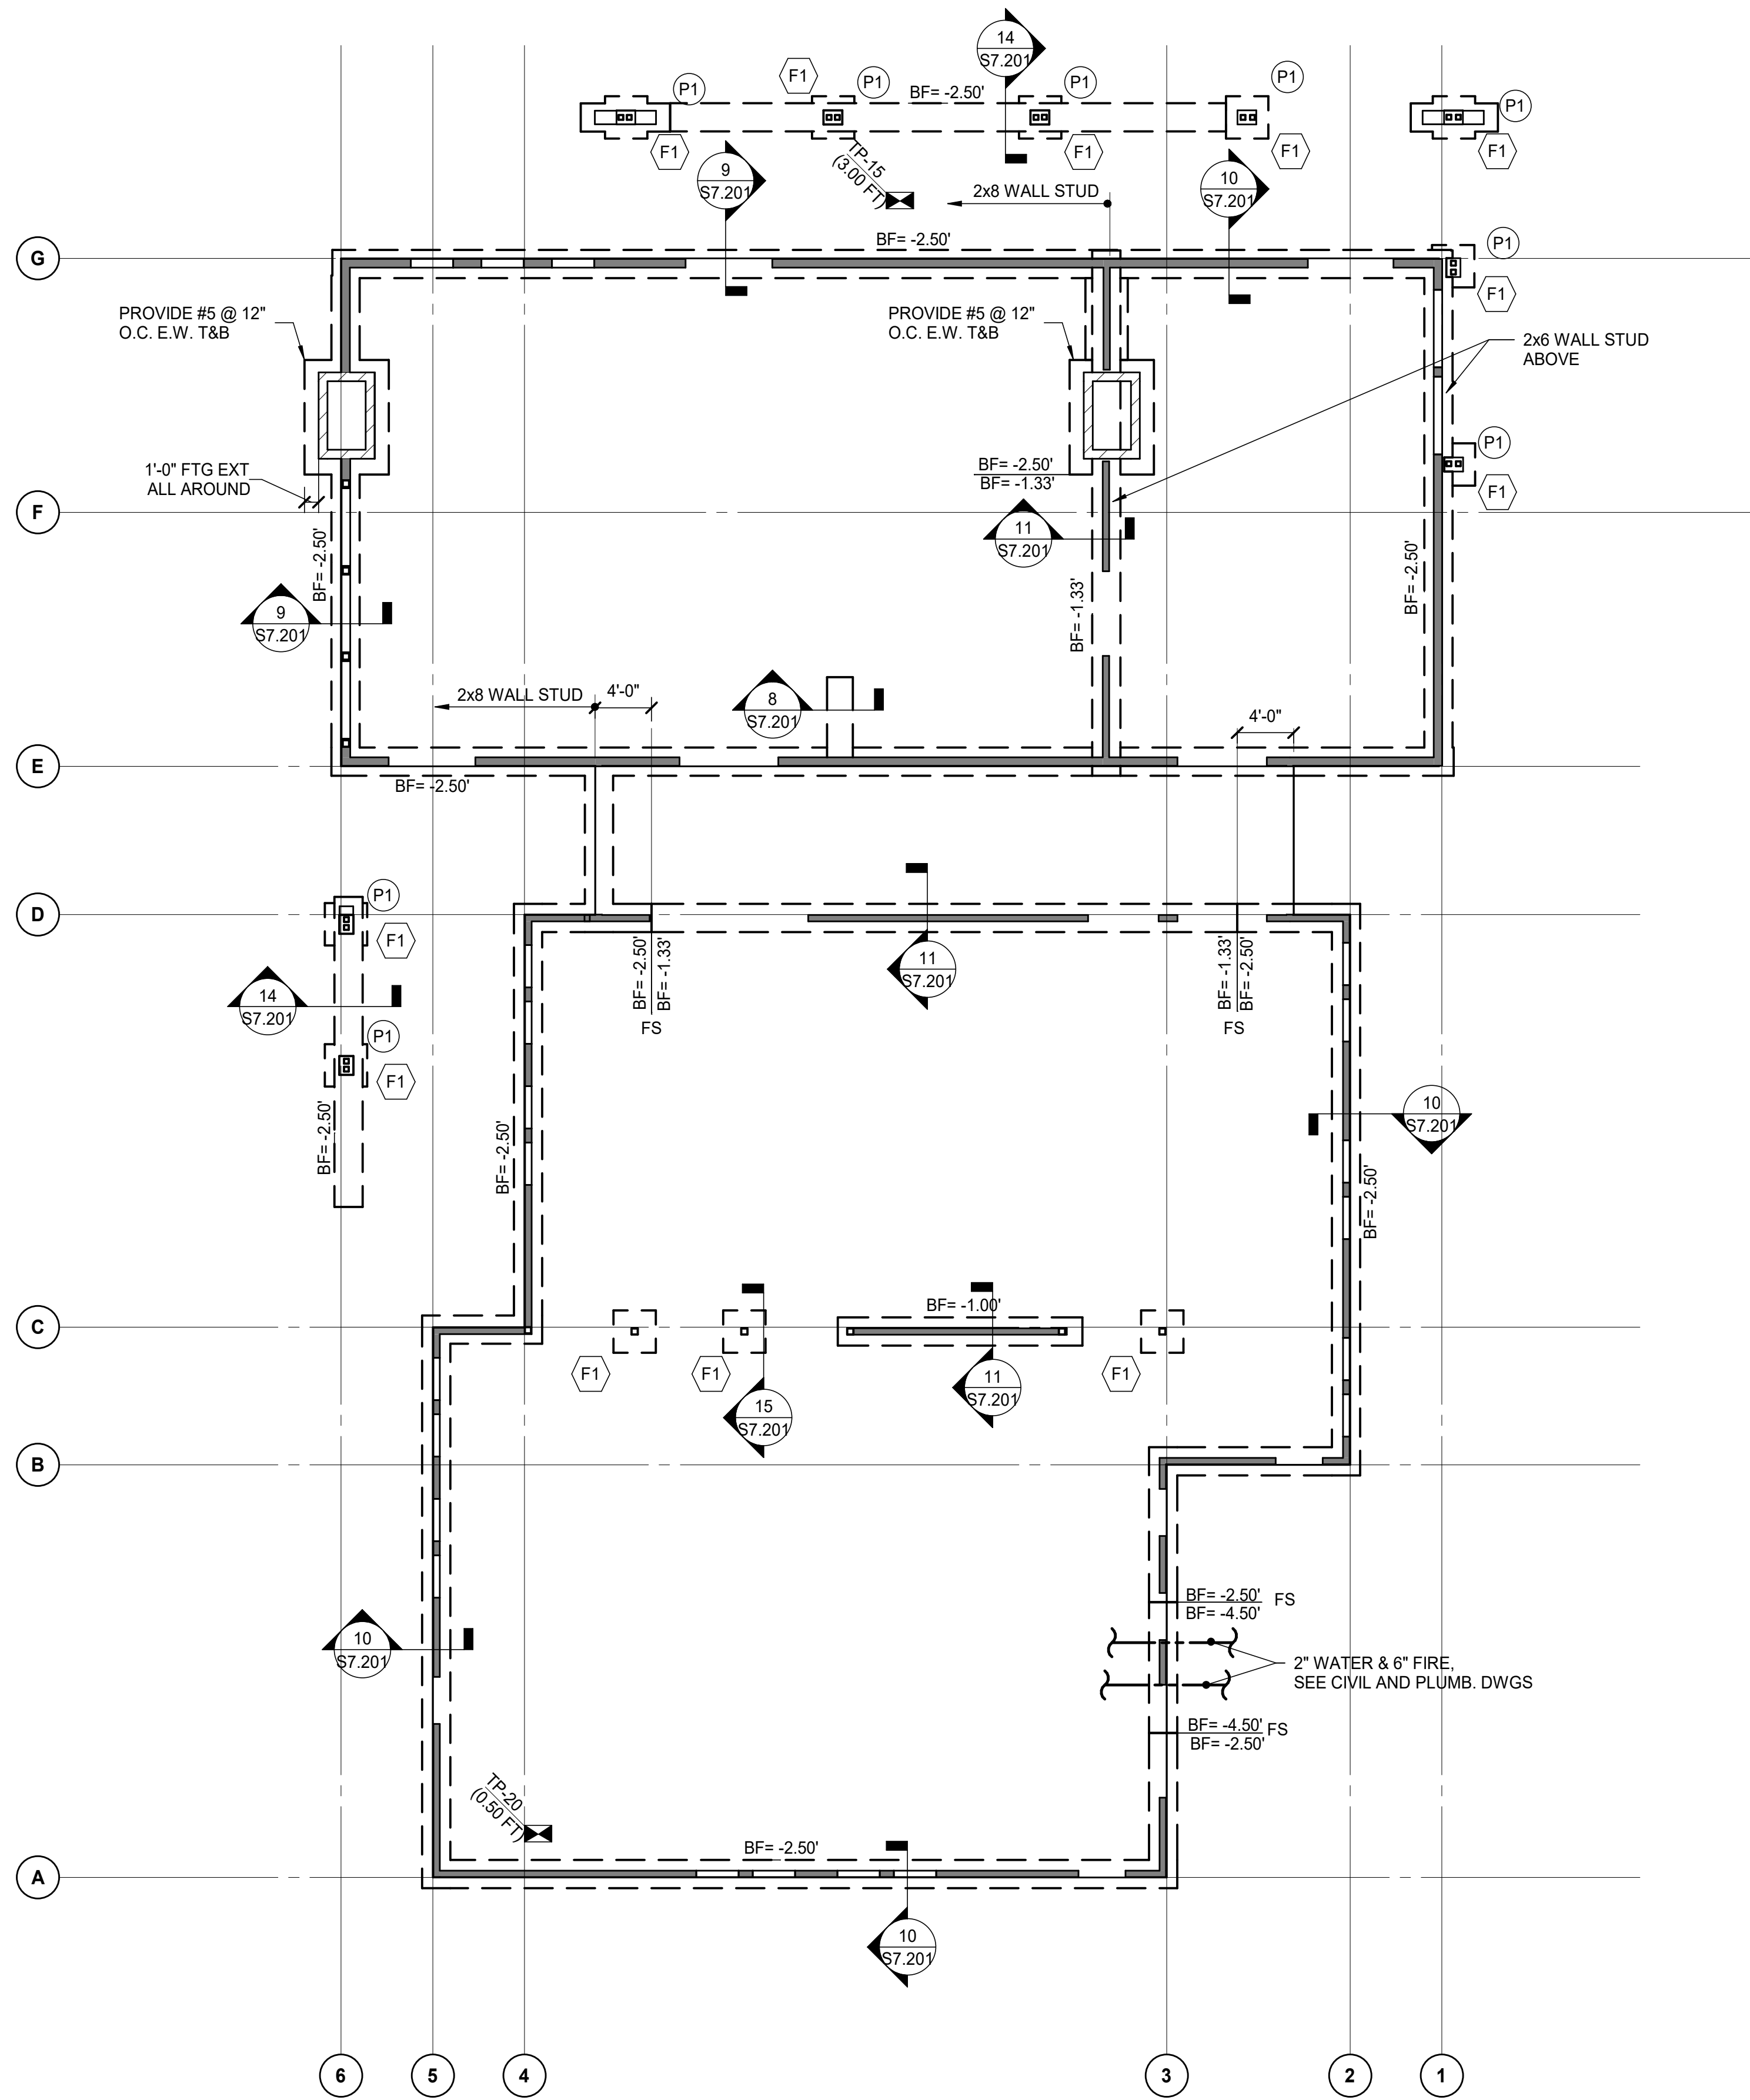 14
S7.201
F1
P1
P1
P1
P1
BF= -2.50'
P1
F1
F1
F1
F1
TP-15
(3.00 FT)
9
S7.201
10
S7.201
2x8 WALL STUD
BF= -2.50'
P1
G
F1
PROVIDE #5 @ 12"
O.C. E.W. T&B
PROVIDE #5 @ 12"
O.C. E.W. T&B
2x6 WALL STUD
ABOVE
P1
1'-0" FTG EXT
ALL AROUND
BF= -2.50'
BF= -1.33'
F1
F
11
S7.201
BF= -2.50'
BF= -1.33'
BF= -2.50'
9
S7.201
2x8 WALL STUD
4'-0"
8
S7.201
4'-0"
E
BF= -2.50'
P1
D
F1
11
S7.201
BF= -2.50'
BF= -1.33'
FS
BF= -1.33'
BF= -2.50'
FS
14
S7.201
P1
F1
BF= -2.50'
BF= -2.50'
10
S7.201
BF= -2.50'
BF= -1.00'
C
F1
F1
11
S7.201
F1
15
S7.201
B
BF= -2.50'
BF= -4.50'
FS
10
S7.201
2" WATER & 6" FIRE,
SEE CIVIL AND PLUMB. DWGS
BF= -4.50'
BF= -2.50'
FS
TP-20
(0.50 FT)
BF= -2.50'
A
10
S7.201
6
5
4
3
2
1